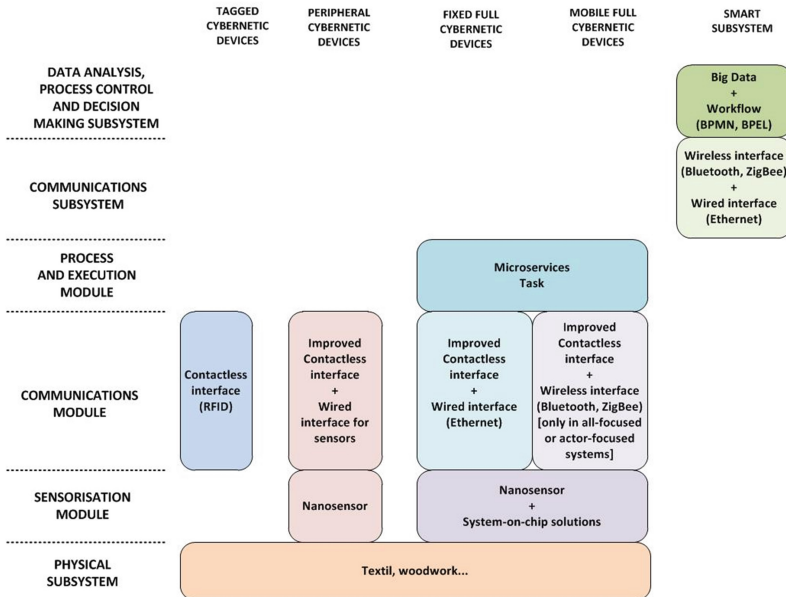 TAGGED
CYBERNETIC
DEVICES
PERIPHERAL
CYBERNETIC
DEVICES
FIXED FULL
CYBERNETIC
DEVICES
MOBILE FULL
CYBERNETIC
DEVICES
SMART
SUBSYSTEM
DATA ANALYSIS,
PROCESS CONTROL
AND DECISION
MAKING SUBSYSTEM
Big Data
+
Workflow
(BPMN, BPEL)
COMMUNICATIONS
SUBSYSTEM
Wireless interface
(Bluetooth, ZigBee)
+
Wired interface
(Ethernet)
PROCESS
AND EXECUTION
MODULE
Microservices
Task
COMMUNICATIONS
MODULE
Contactless
interface
(RFID)
Improved
Contactless
interface
+
Wired
interface for
sensors
Improved
Contactless
interface
+
Wired interface
(Ethernet)
Improved
Contactless
interface
+
Wireless interface
(Bluetooth, ZigBee)
[only in all-focused
or actor-focused
systems]
SENSORISATION
MODULE
Nanosensor
Nanosensor
+
System-on-chip solutions
PHYSICAL
SUBSYSTEM
Textil, woodwork...